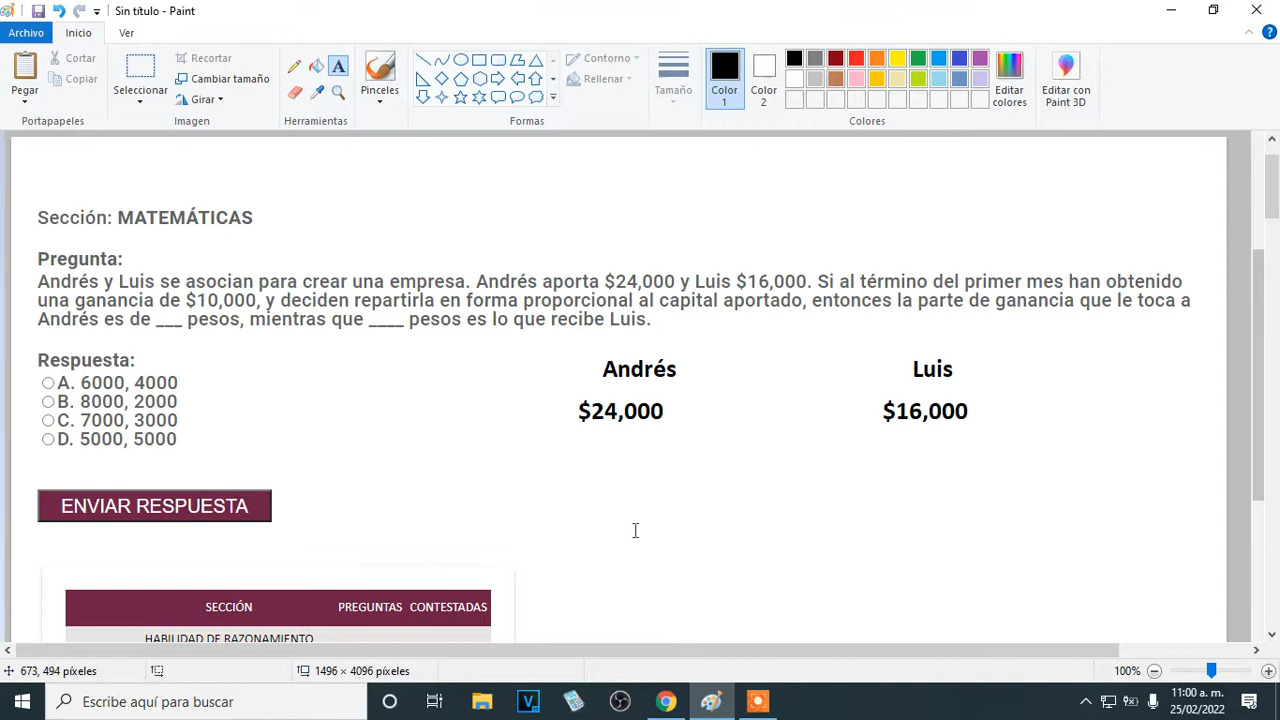 Sin título - Paint
Archivo Inicio Ver
Pegar
Cortar
Copiar
Portapapeles
Seleccionar
Recortar
Cambiar tamaño
Girar
Imagen
A
Herramientas
Pinceles
Contorno
Rellenar
Formas
Tamaño
Color 1
Color 2
Editar colores
Colores
Editar con Paint 3D
Sección: MATEMÁTICAS
Pregunta:
Andrés y Luis se asocian para crear una empresa. Andrés aporta $24,000 y Luis $16,000. Si al término del primer mes han obtenido
una ganancia de $10,000, y deciden repartirla en forma proporcional al capital aportado, entonces la parte de ganancia que le toca a
Andrés es de ___ pesos, mientras que ____ pesos es lo que recibe Luis.
Respuesta:
A. 6000, 4000
B. 8000, 2000
C. 7000, 3000
D. 5000, 5000
Andrés Luis
$24,000 $16,000
ENVIAR RESPUESTA
SECCIÓN PREGUNTAS CONTESTADAS
HABILIDAD DE RAZONAMIENTO
673, 494 píxeles 1496 × 4096 píxeles 100%
Escribe aquí para buscar
11:00 a. m.
25/02/2022